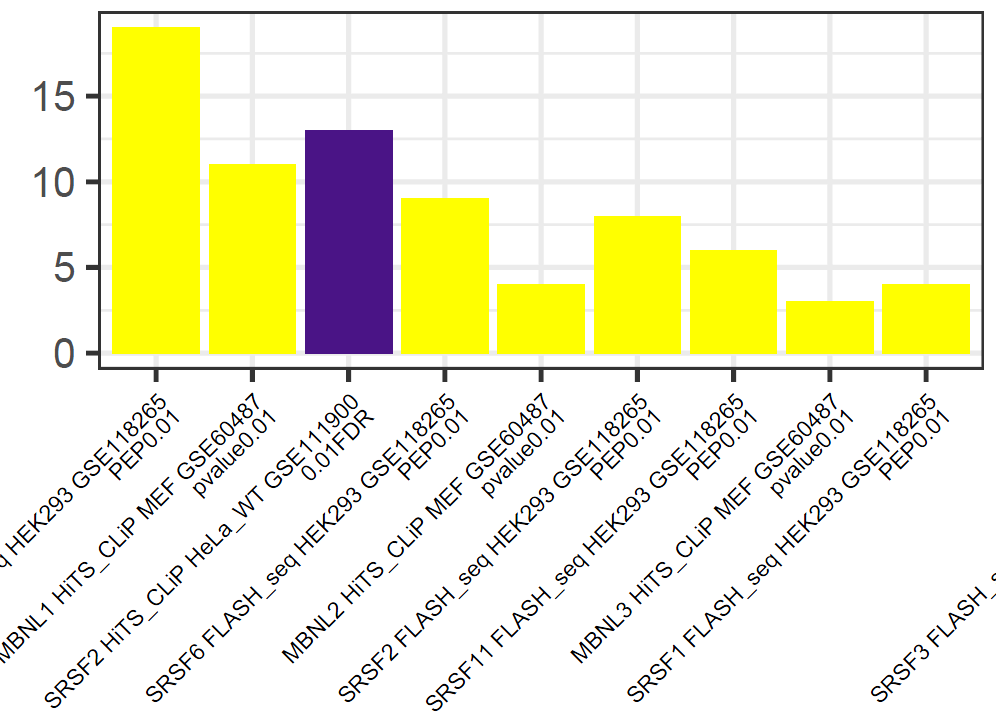 15
10
5
0
HEK293 GSE118265
PEP0.01
MBNL1 HiTS_CLiP MEF GSE60487
pvalue0.01
SRSF2 HiTS_CLiP HeLa_WT GSE111900
0.01FDR
SRSF6 FLASH_seq HEK293 GSE118265
PEP0.01
MBNL2 HiTS_CLiP MEF GSE60487
pvalue0.01
SRSF2 FLASH_seq HEK293 GSE118265
PEP0.01
SRSF11 FLASH_seq HEK293 GSE118265
PEP0.01
MBNL3 HiTS_CLiP MEF GSE60487
pvalue0.01
SRSF1 FLASH_seq HEK293 GSE118265
PEP0.01
SRSF3